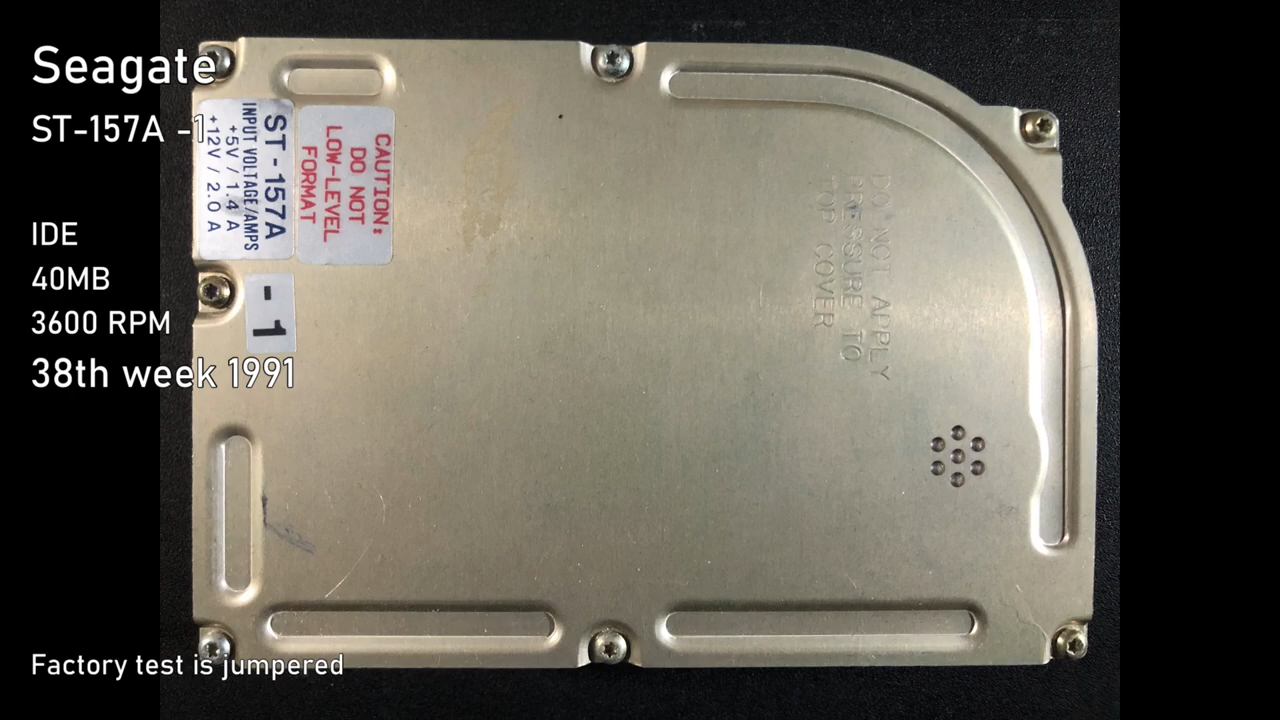 Seagate
ST-157A -1
IDE
40MB
3600 RPM
38th week 1991
Factory test is jumpered
ST-157A
INPUT VOLTAGE/AMPS
+5V / 1.4 A
+12V / 2.0 A
CAUTION:
DO NOT
LOW-LEVEL
FORMAT
-1
DO NOT APPLY
PRESSURE TO
TOP COVER